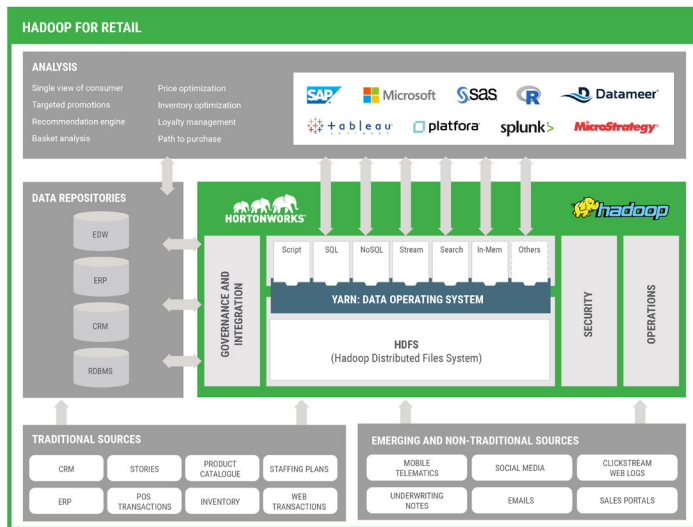 HADOOP FOR RETAIL
ANALYSIS
Single view of consumer
Targeted promotions
Recommendation engine
Basket analysis
Price optimization
Inventory optimization
Loyalty management
Path to purchase
SAP
Microsoft
sas
R
Datameer
+ableau
platfora
splunk>
MicroStrategy
DATA REPOSITORIES
EDW
ERP
CRM
RDBMS
HORTONWORKS
hadoop
GOVERNANCE AND
INTEGRATION
Script
SQL
NoSQL
Stream
Search
In-Mem
Others
YARN: DATA OPERATING SYSTEM
HDFS
(Hadoop Distributed Files System)
SECURITY
OPERATIONS
TRADITIONAL SOURCES
CRM
STORIES
PRODUCT
CATALOGUE
STAFFING PLANS
ERP
POS
TRANSACTIONS
INVENTORY
WEB
TRANSACTIONS
EMERGING AND NON-TRADITIONAL SOURCES
MOBILE
TELEMATICS
SOCIAL MEDIA
CLICKSTREAM
WEB LOGS
UNDERWRITING
NOTES
EMAILS
SALES PORTALS